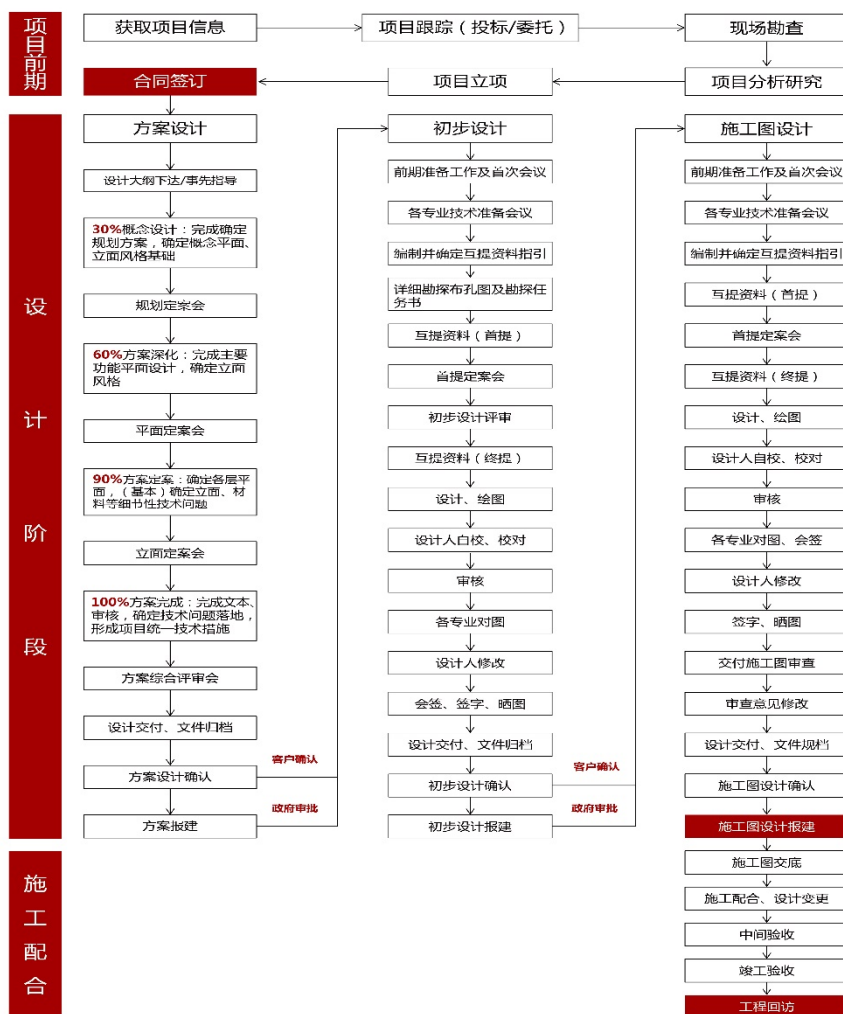 项目前期
获取项目信息
项目跟踪（投标/委托）
现场勘查
合同签订
项目立项
项目分析研究
设计阶段
方案设计
设计大纲下达/事先指导
30%概念设计：完成确定
规划方案，确定概念平面、
立面风格基础
规划定案会
60%方案深化：完成主要
功能平面设计，确定立面
风格
平面定案会
90%方案定案：确定各层平
面，（基本）确定立面、材
料等细节性技术问题
立面定案会
100%方案完成：完成文本、
审核，确定技术问题落地，
形成项目统一技术措施
方案综合评审会
设计交付、文件归档
方案设计确认
方案报建
客户确认
政府审批
初步设计
前期准备工作及首次会议
各专业技术准备会议
编制并确定互提资料指引
详细勘探布孔图及勘探任
务书
互提资料（首提）
首提定案会
初步设计评审
互提资料（终提）
设计、绘图
设计人自校、校对
审核
各专业对图
设计人修改
会签、签字、晒图
设计交付、文件归档
初步设计确认
初步设计报建
客户确认
政府审批
施工图设计
前期准备工作及首次会议
各专业技术准备会议
编制并确定互提资料指引
互提资料（首提）
首提定案会
互提资料（终提）
设计、绘图
设计人自校、校对
审核
各专业对图、会签
设计人修改
签字、晒图
交付施工图审查
审查意见修改
设计交付、文件规档
施工图设计确认
施工图设计报建
施工配合
施工图交底
施工配合、设计变更
中间验收
竣工验收
工程回访